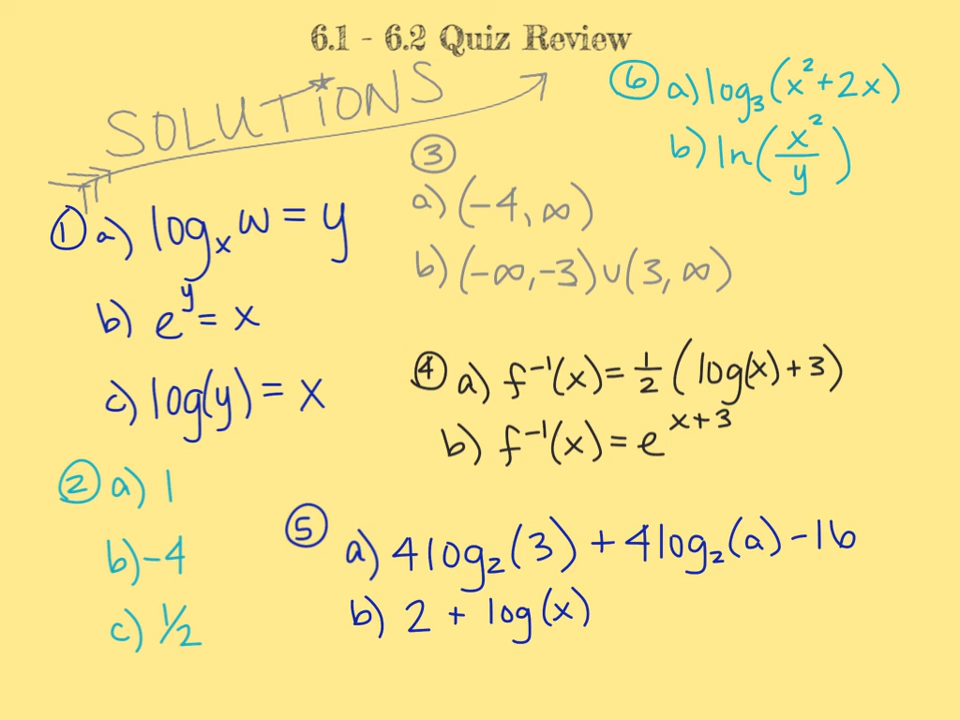 6.1 - 6.2 Quiz Review
SOLUTIONS
① a) logₓ w = y
b) e^y = x
c) log(y) = x
② a) 1
b) -4
c) 1/2
③
a) (-4, ∞)
b) (-∞, -3) ∪ (3, ∞)
④ a) f⁻¹(x) = 1/2 (log(x) + 3)
b) f⁻¹(x) = e^(x+3)
⑤
a) 4log₂(3) + 4log₂(a) - 16
b) 2 + log(x)
⑥ a) log₃(x² + 2x)
b) ln(x²/y)